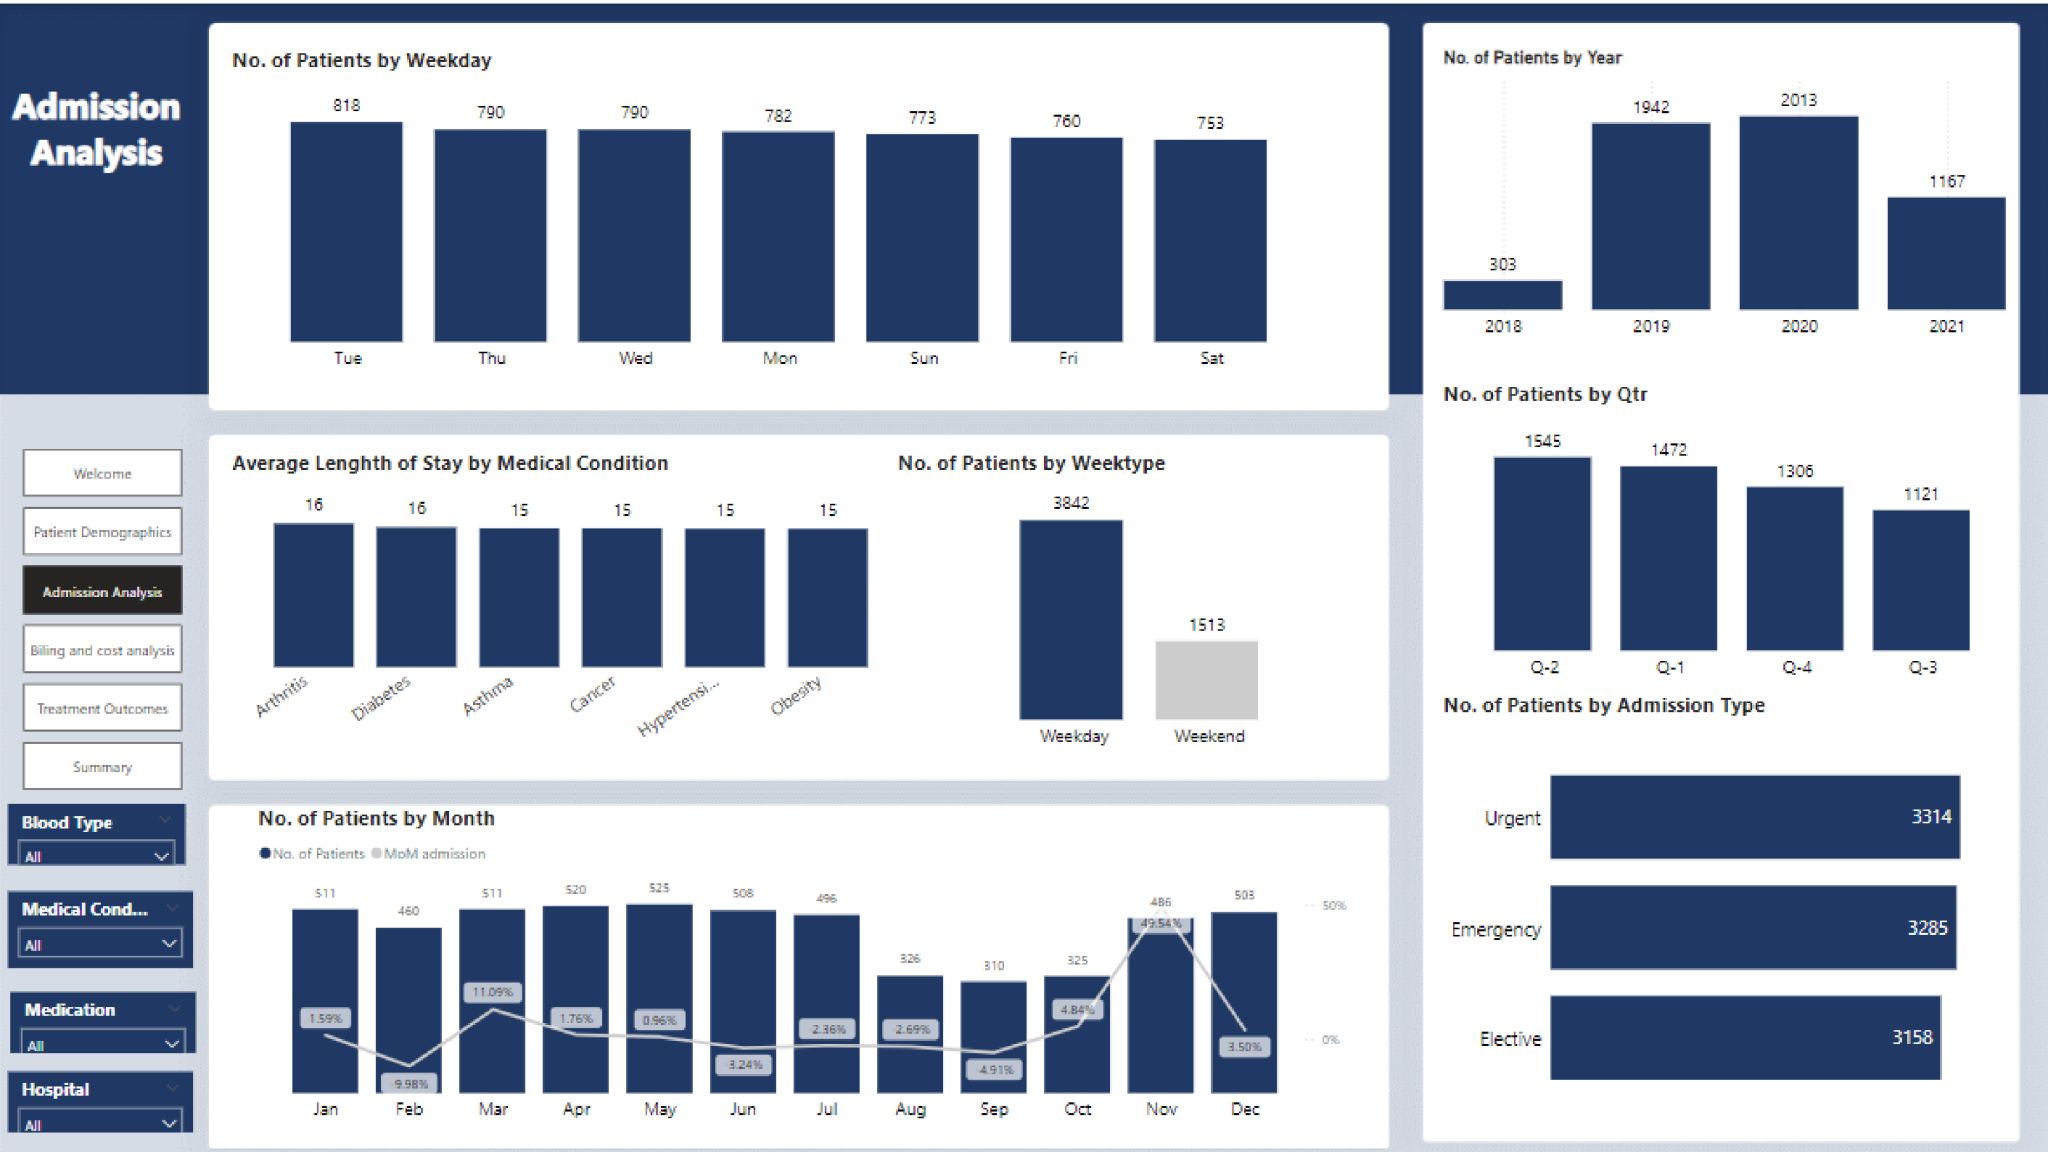 Admission
Analysis
Welcome
Patient Demographics
Admission Analysis
Biling and cost analysis
Treatment Outcomes
Summary
Blood Type
All
Medical Cond...
All
Medication
All
Hospital
All
No. of Patients by Weekday
818 790 790 782 773 760 753
Tue Thu Wed Mon Sun Fri Sat
Average Lenghth of Stay by Medical Condition
16 16 15 15 15 15
Arthritis Diabetes Asthma Cancer Hypertensi... Obesity
No. of Patients by Weektype
3842
1513
Weekday Weekend
No. of Patients by Month
No. of Patients MoM admission
511 460 511 520 525 508 496 326 310 325 486 503
50%
0%
1.59% -9.98% 11.09% 1.76% 0.96% -3.24% -2.36% -2.69% -4.91% 4.84% 49.54% 3.50%
Jan Feb Mar Apr May Jun Jul Aug Sep Oct Nov Dec
No. of Patients by Year
303 1942 2013 1167
2018 2019 2020 2021
No. of Patients by Qtr
1545 1472 1306 1121
Q-2 Q-1 Q-4 Q-3
No. of Patients by Admission Type
Urgent 3314
Emergency 3285
Elective 3158